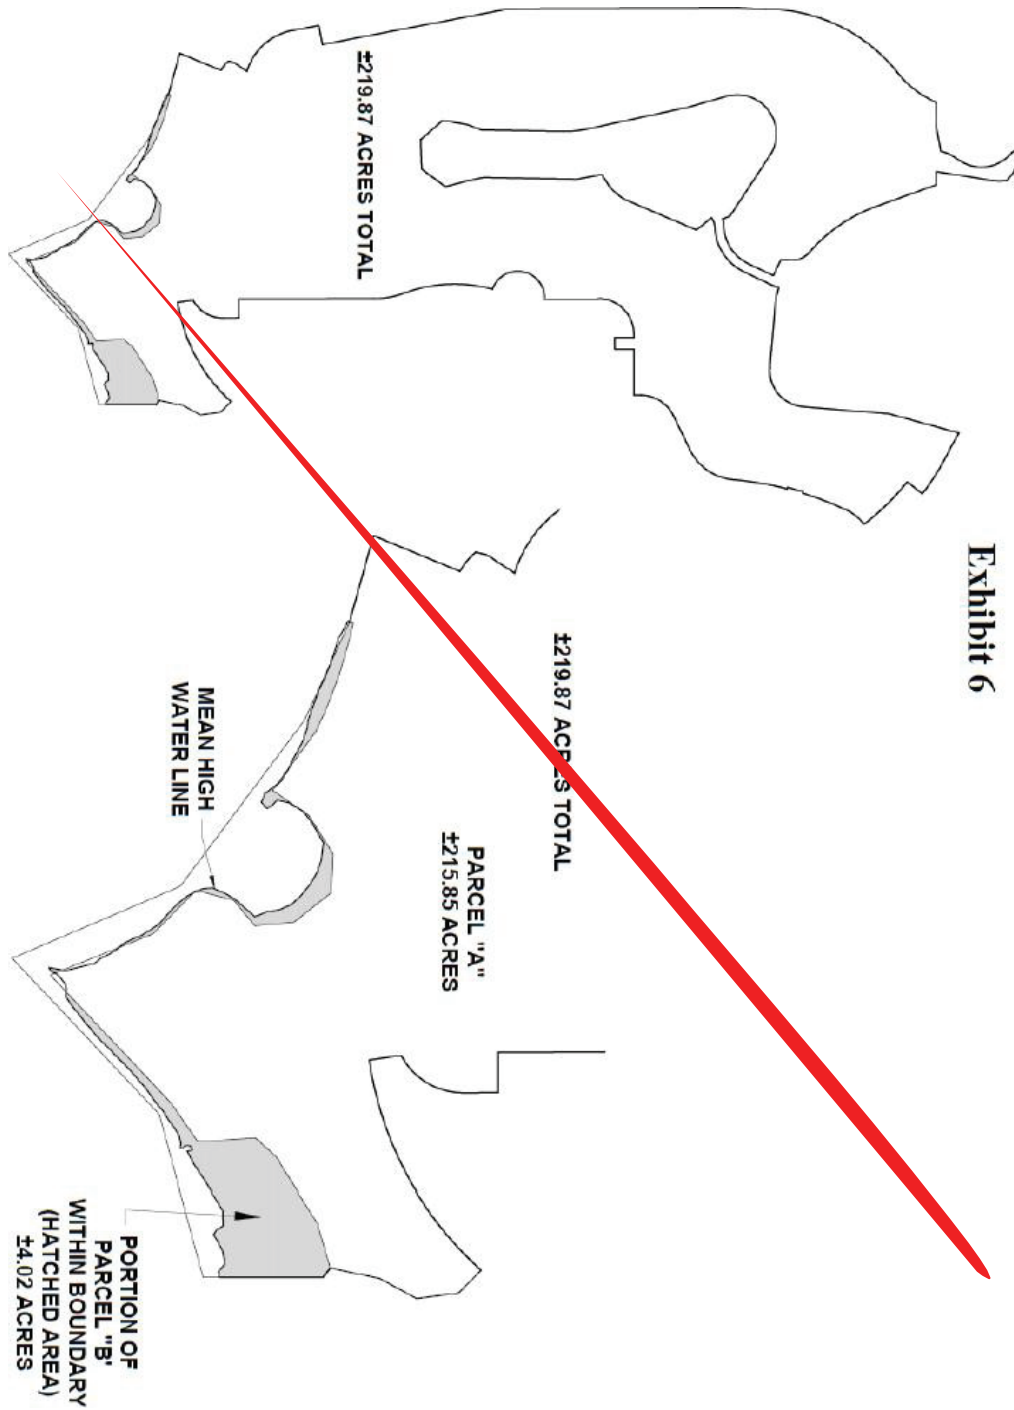 Exhibit 6
±219.87 ACRES TOTAL
±219.87 ACRES TOTAL
PARCEL "A"
±215.85 ACRES
MEAN HIGH
WATER LINE
PORTION OF
PARCEL "B'
WITHIN BOUNDARY
(HATCHED AREA)
±4.02 ACRES